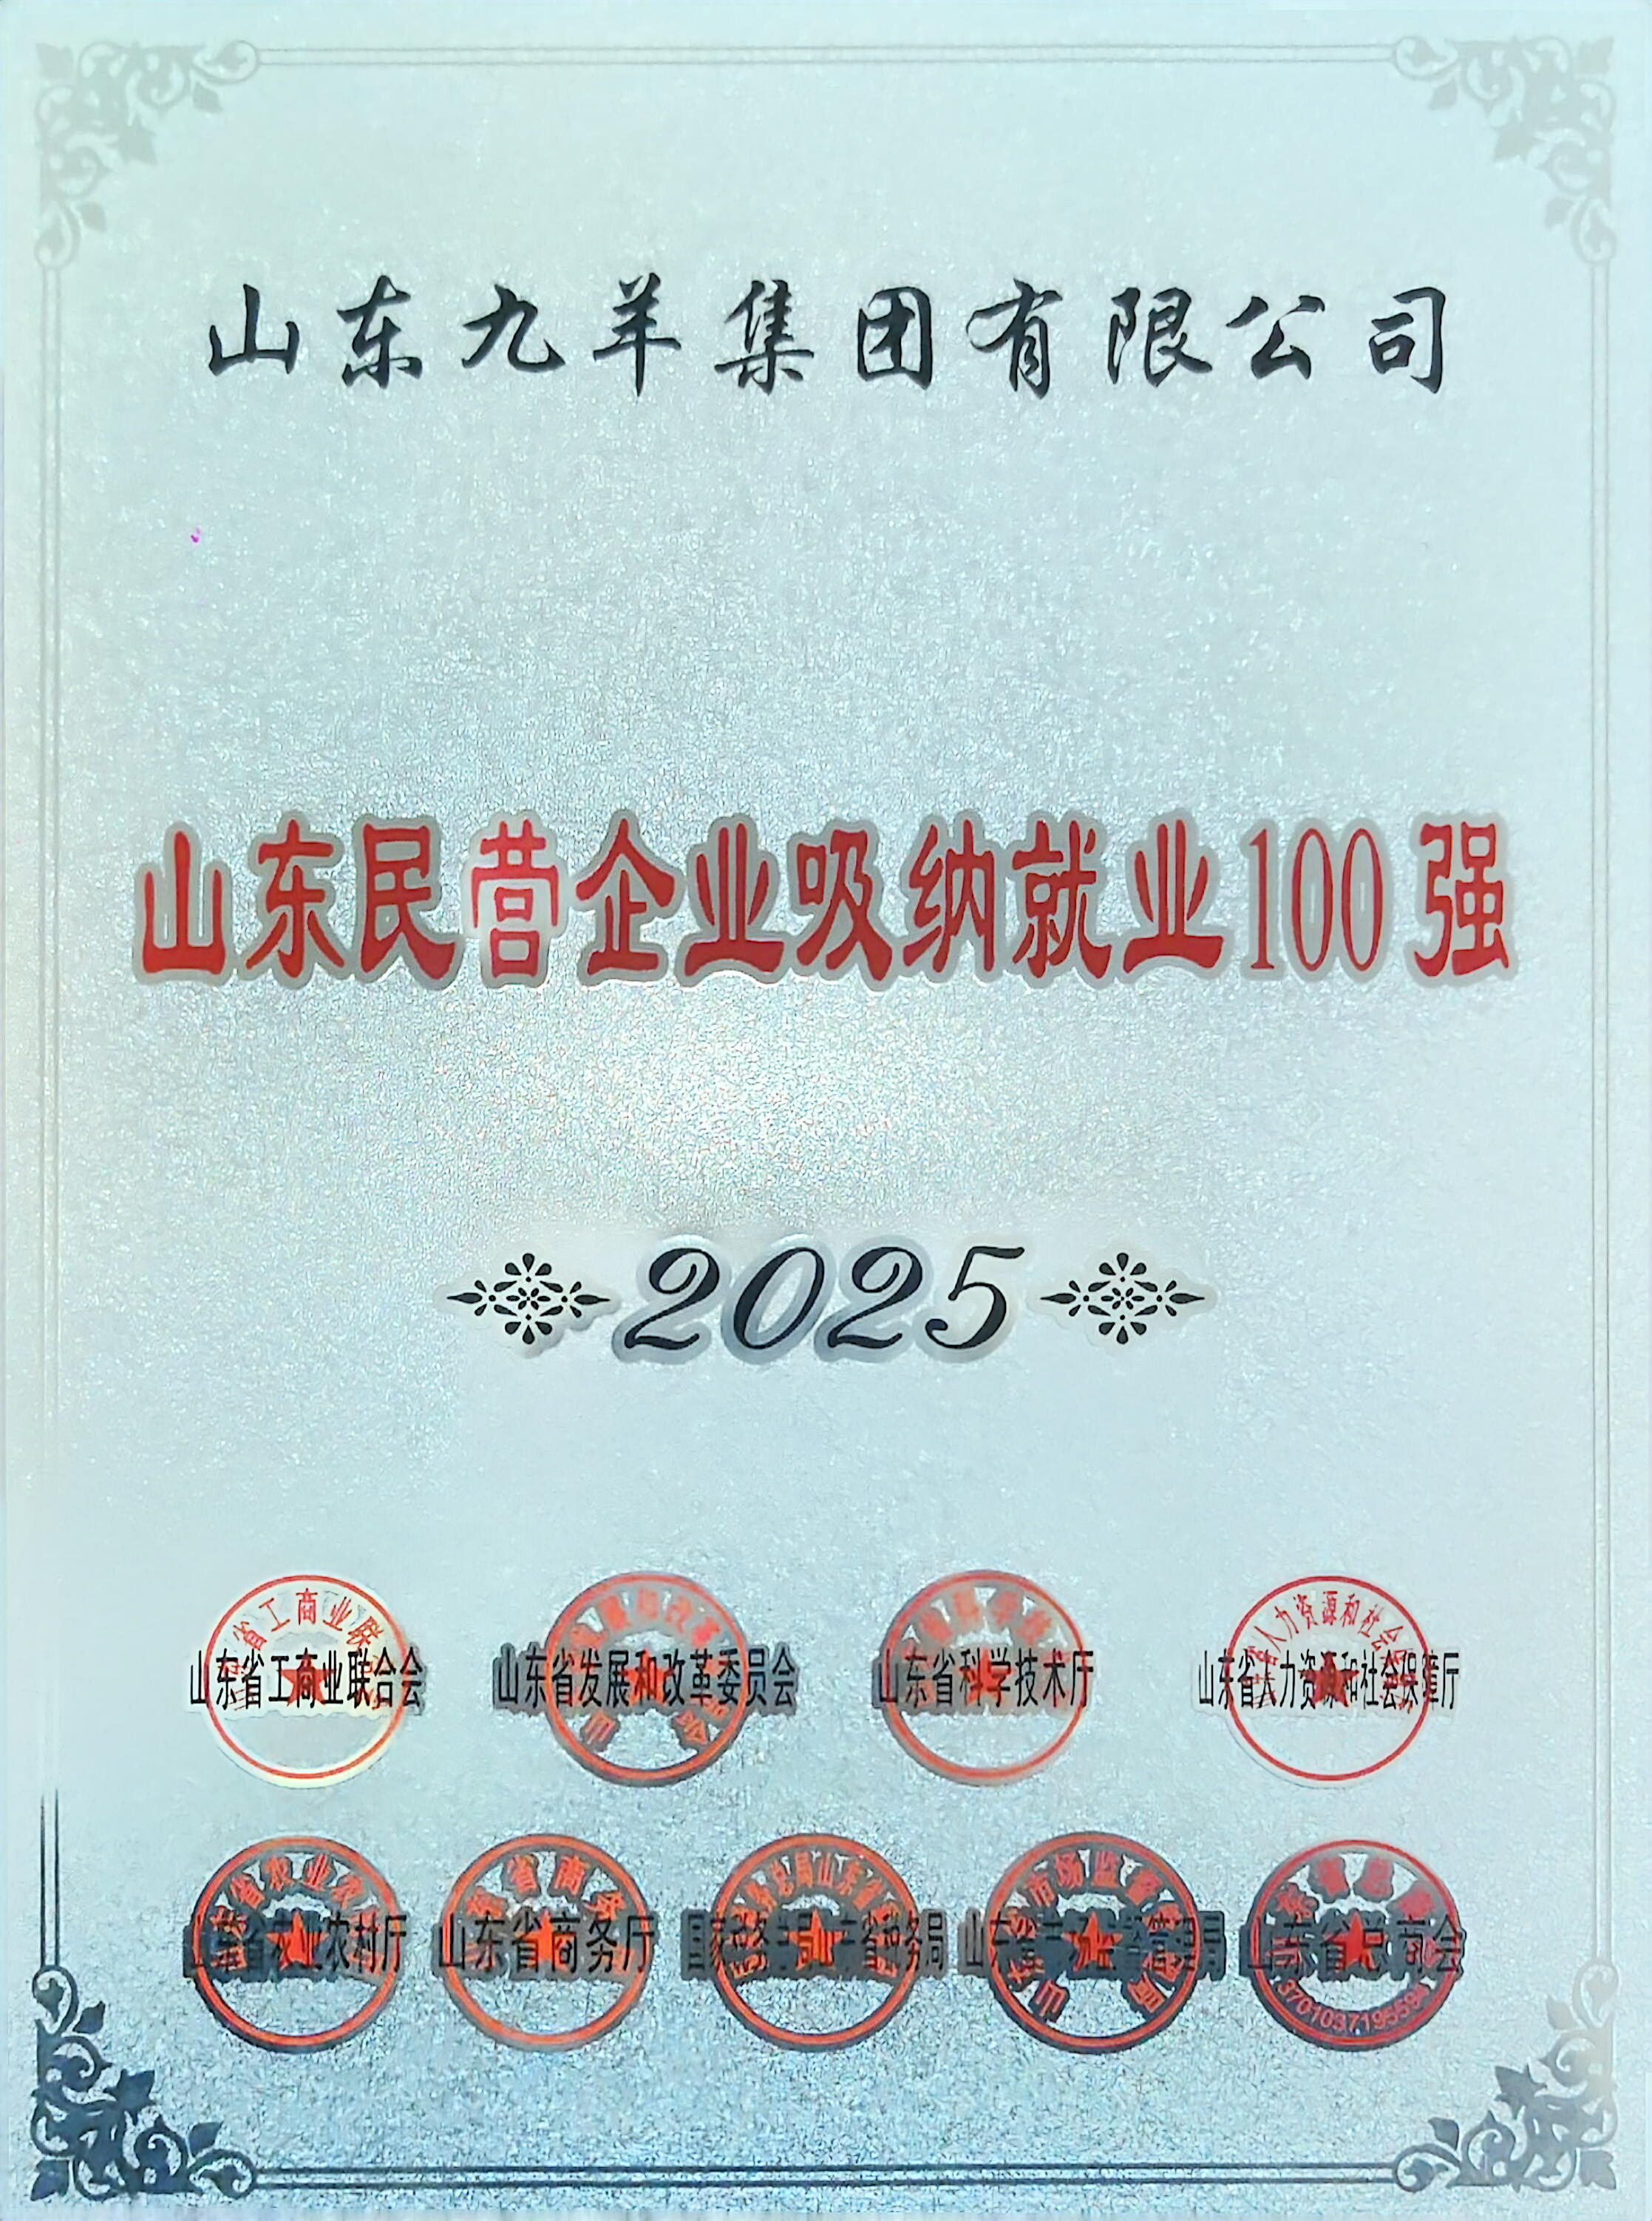 山东九羊集团有限公司
山东民营企业吸纳就业100强
2025
山东省工商业联合会 山东省发展和改革委员会 山东省科学技术厅 山东省人力资源和社会保障厅
山东省农业农村厅 山东省商务厅 国家税务总局山东省税务局 山东省市场监督管理局 山东省总商会